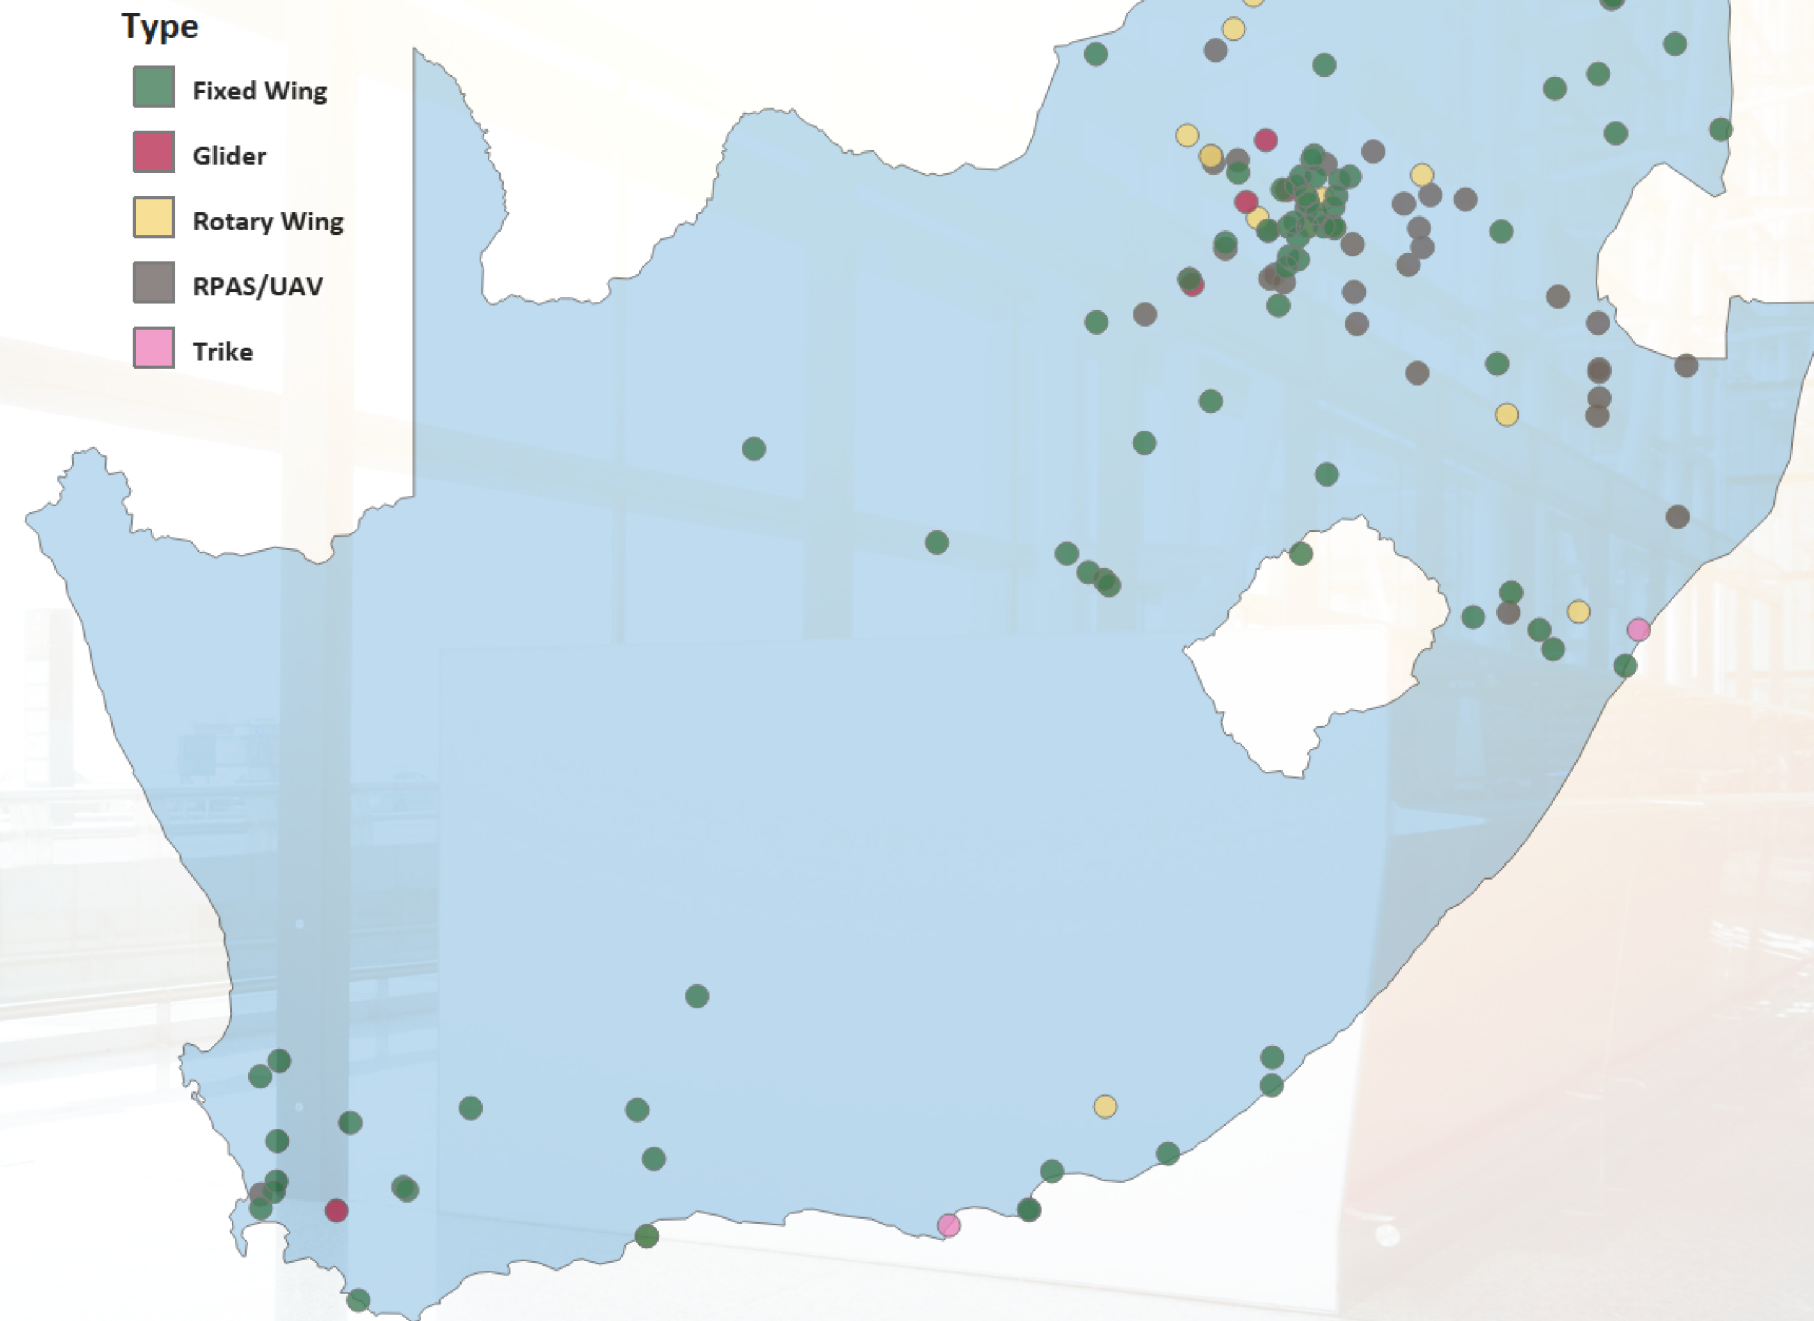 Type
Fixed Wing
Glider
Rotary Wing
RPAS/UAV
Trike